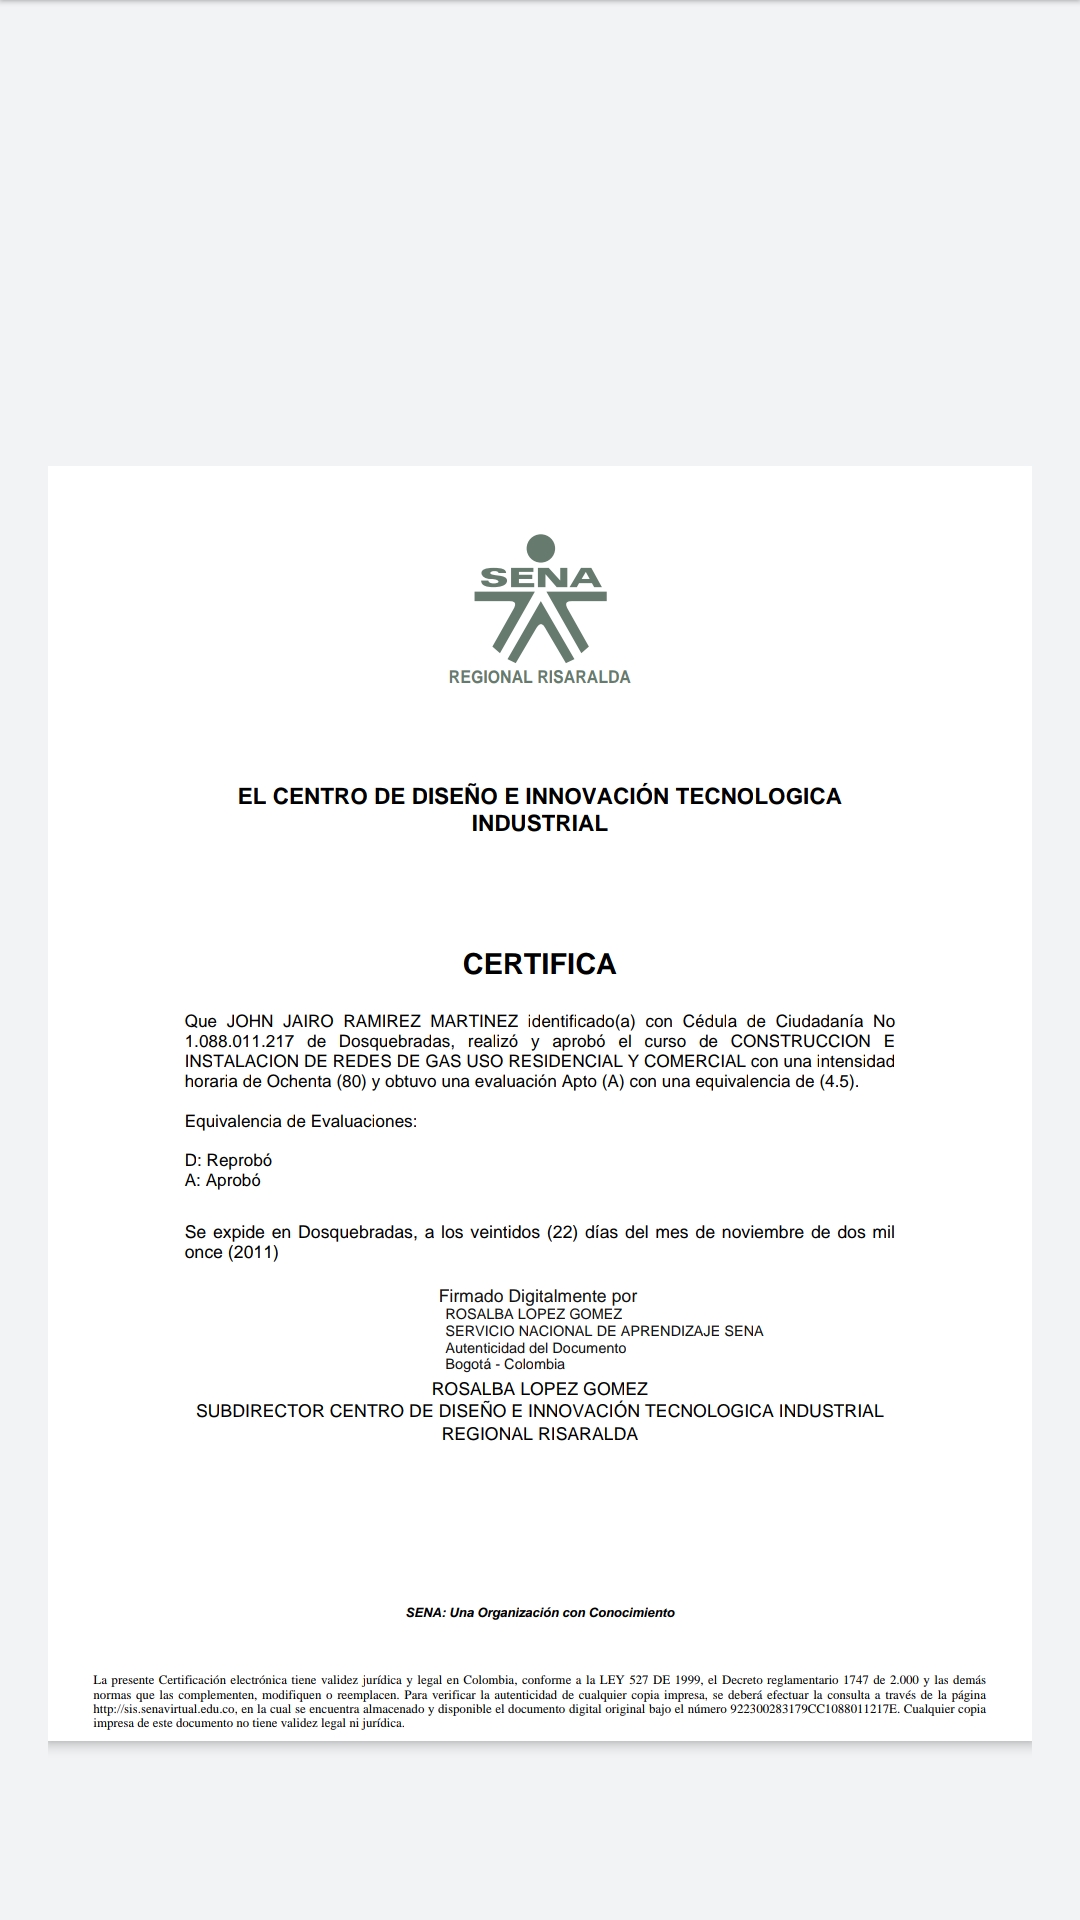 SENA
REGIONAL RISARALDA
EL CENTRO DE DISEÑO E INNOVACIÓN TECNOLOGICA
INDUSTRIAL
CERTIFICA
Que JOHN JAIRO RAMIREZ MARTINEZ identificado(a) con Cédula de Ciudadanía No
1.088.011.217 de Dosquebradas, realizó y aprobó el curso de CONSTRUCCION E
INSTALACION DE REDES DE GAS USO RESIDENCIAL Y COMERCIAL con una intensidad
horaria de Ochenta (80) y obtuvo una evaluación Apto (A) con una equivalencia de (4.5).
Equivalencia de Evaluaciones:
D: Reprobó
A: Aprobó
Se expide en Dosquebradas, a los veintidos (22) días del mes de noviembre de dos mil
once (2011)
Firmado Digitalmente por
ROSALBA LOPEZ GOMEZ
SERVICIO NACIONAL DE APRENDIZAJE SENA
Autenticidad del Documento
Bogotá - Colombia
ROSALBA LOPEZ GOMEZ
SUBDIRECTOR CENTRO DE DISEÑO E INNOVACIÓN TECNOLOGICA INDUSTRIAL
REGIONAL RISARALDA
SENA: Una Organización con Conocimiento
La presente Certificación electrónica tiene validez jurídica y legal en Colombia, conforme a la LEY 527 DE 1999, el Decreto reglamentario 1747 de 2.000 y las demás
normas que las complementen, modifiquen o reemplacen. Para verificar la autenticidad de cualquier copia impresa, se deberá efectuar la consulta a través de la página
http://sis.senavirtual.edu.co, en la cual se encuentra almacenado y disponible el documento digital original bajo el número 922300283179CC1088011217E. Cualquier copia
impresa de este documento no tiene validez legal ni jurídica.